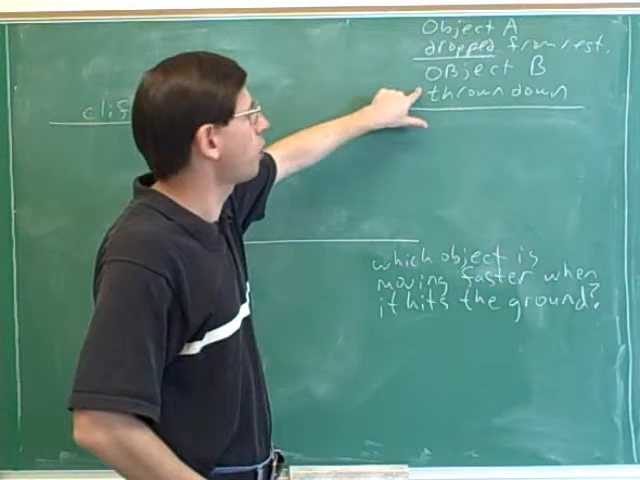 Object A
dropped from rest.
OBject B
thrown down
which object is
moving faster when
it hits the ground?